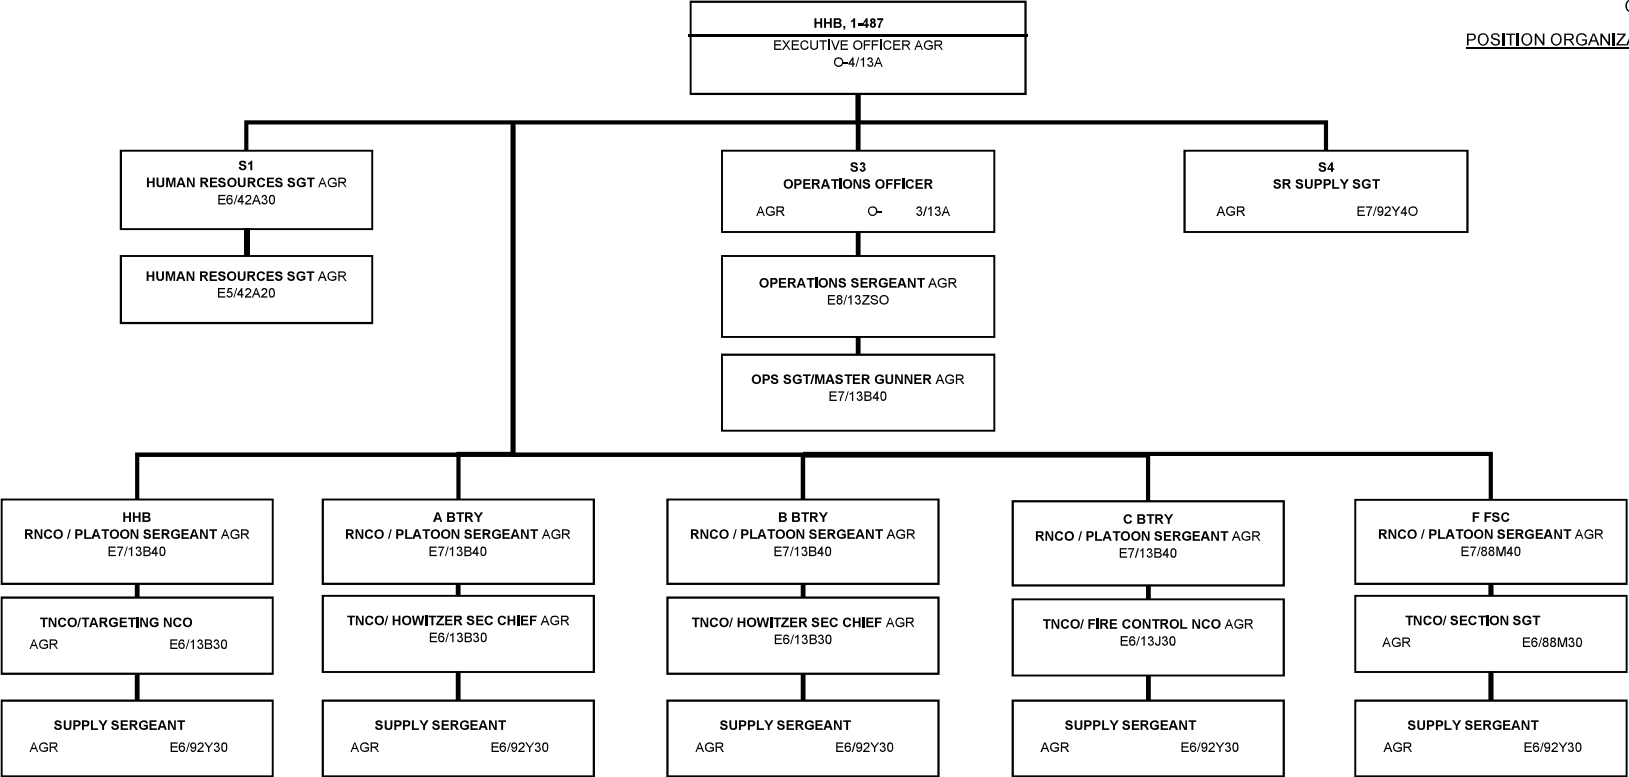 HHB, 1-487
EXECUTIVE OFFICER AGR
O-4/13A
POSITION ORGANIZA
S1
HUMAN RESOURCES SGT AGR
E6/42A30
HUMAN RESOURCES SGT AGR
E5/42A20
S3
OPERATIONS OFFICER
AGR O- 3/13A
OPERATIONS SERGEANT AGR
E8/13ZSO
OPS SGT/MASTER GUNNER AGR
E7/13B40
S4
SR SUPPLY SGT
AGR E7/92Y4O
HHB
RNCO / PLATOON SERGEANT AGR
E7/13B40
TNCO/TARGETING NCO
AGR E6/13B30
SUPPLY SERGEANT
AGR E6/92Y30
A BTRY
RNCO / PLATOON SERGEANT AGR
E7/13B40
TNCO/ HOWITZER SEC CHIEF AGR
E6/13B30
SUPPLY SERGEANT
AGR E6/92Y30
B BTRY
RNCO / PLATOON SERGEANT AGR
E7/13B40
TNCO/ HOWITZER SEC CHIEF AGR
E6/13B30
SUPPLY SERGEANT
AGR E6/92Y30
C BTRY
RNCO / PLATOON SERGEANT AGR
E7/13B40
TNCO/ FIRE CONTROL NCO AGR
E6/13J30
SUPPLY SERGEANT
AGR E6/92Y30
F FSC
RNCO / PLATOON SERGEANT AGR
E7/88M40
TNCO/ SECTION SGT
AGR E6/88M30
SUPPLY SERGEANT
AGR E6/92Y30